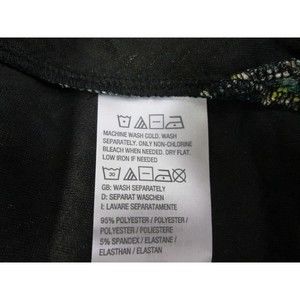 MACHINE WASH COLD. WASH
SEPARATELY. ONLY NON-CHLORINE
BLEACH WHEN NEEDED. DRY FLAT.
LOW IRON IF NEEDED
30
GB: WASH SEPARATELY
D: SEPARAT WASCHEN
I: LAVARE SEPARATAMENTE
95% POLYESTER / POLYESTER /
POLYESTER / POLIESTERE
5% SPANDEX / ELASTANE /
ELASTHAN / ELASTAN